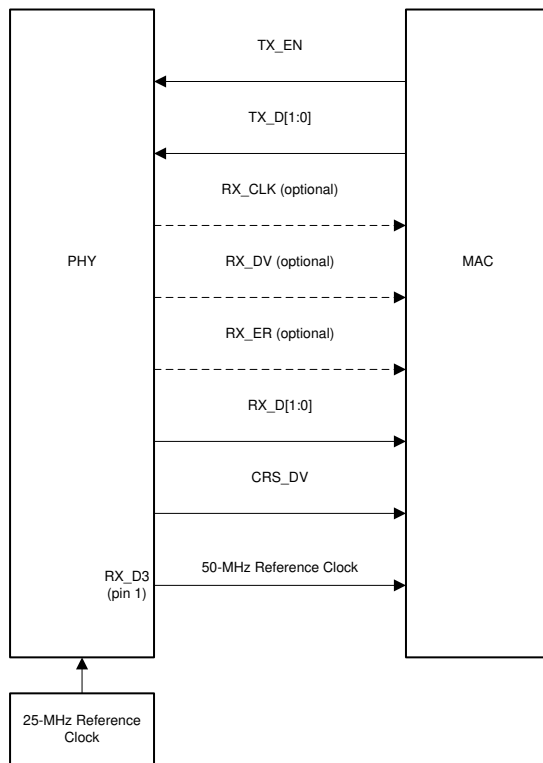 TX_EN
TX_D[1:0]
RX_CLK (optional)
PHY
RX_DV (optional)
MAC
RX_ER (optional)
RX_D[1:0]
CRS_DV
RX_D3
(pin 1)
50-MHz Reference Clock
25-MHz Reference
Clock